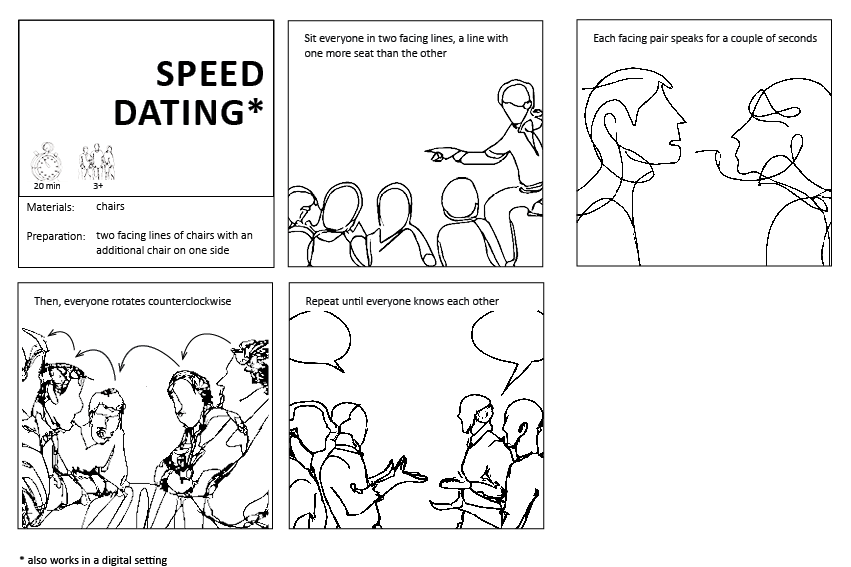 SPEED
DATING*
20 min
3+
Materials: chairs
Preparation: two facing lines of chairs with an
additional chair on one side
Sit everyone in two facing lines, a line with
one more seat than the other
Each facing pair speaks for a couple of seconds
Then, everyone rotates counterclockwise
Repeat until everyone knows each other
* also works in a digital setting